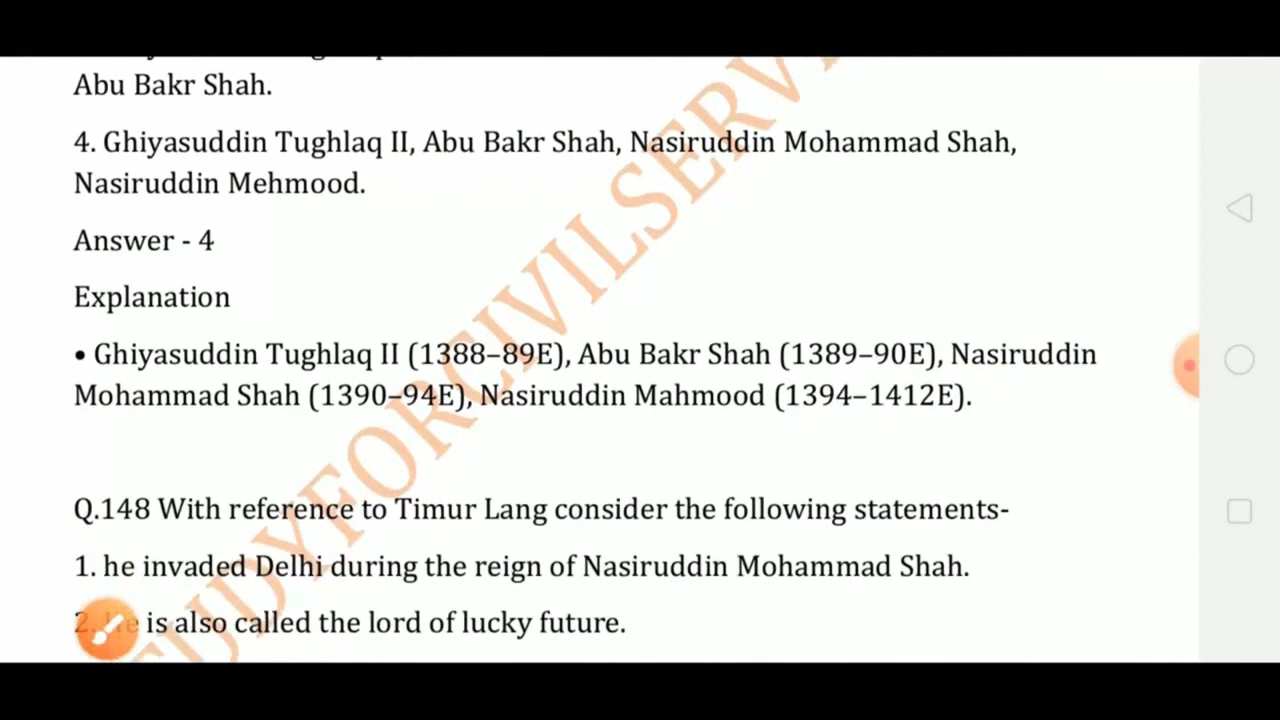 Abu Bakr Shah.
4. Ghiyasuddin Tughlaq II, Abu Bakr Shah, Nasiruddin Mohammad Shah,
Nasiruddin Mehmood.
Answer - 4
Explanation
• Ghiyasuddin Tughlaq II (1388–89E), Abu Bakr Shah (1389–90E), Nasiruddin
Mohammad Shah (1390–94E), Nasiruddin Mahmood (1394–1412E).
Q.148 With reference to Timur Lang consider the following statements-
1. he invaded Delhi during the reign of Nasiruddin Mohammad Shah.
2. He is also called the lord of lucky future.
TUDYFORCIVILSERVI